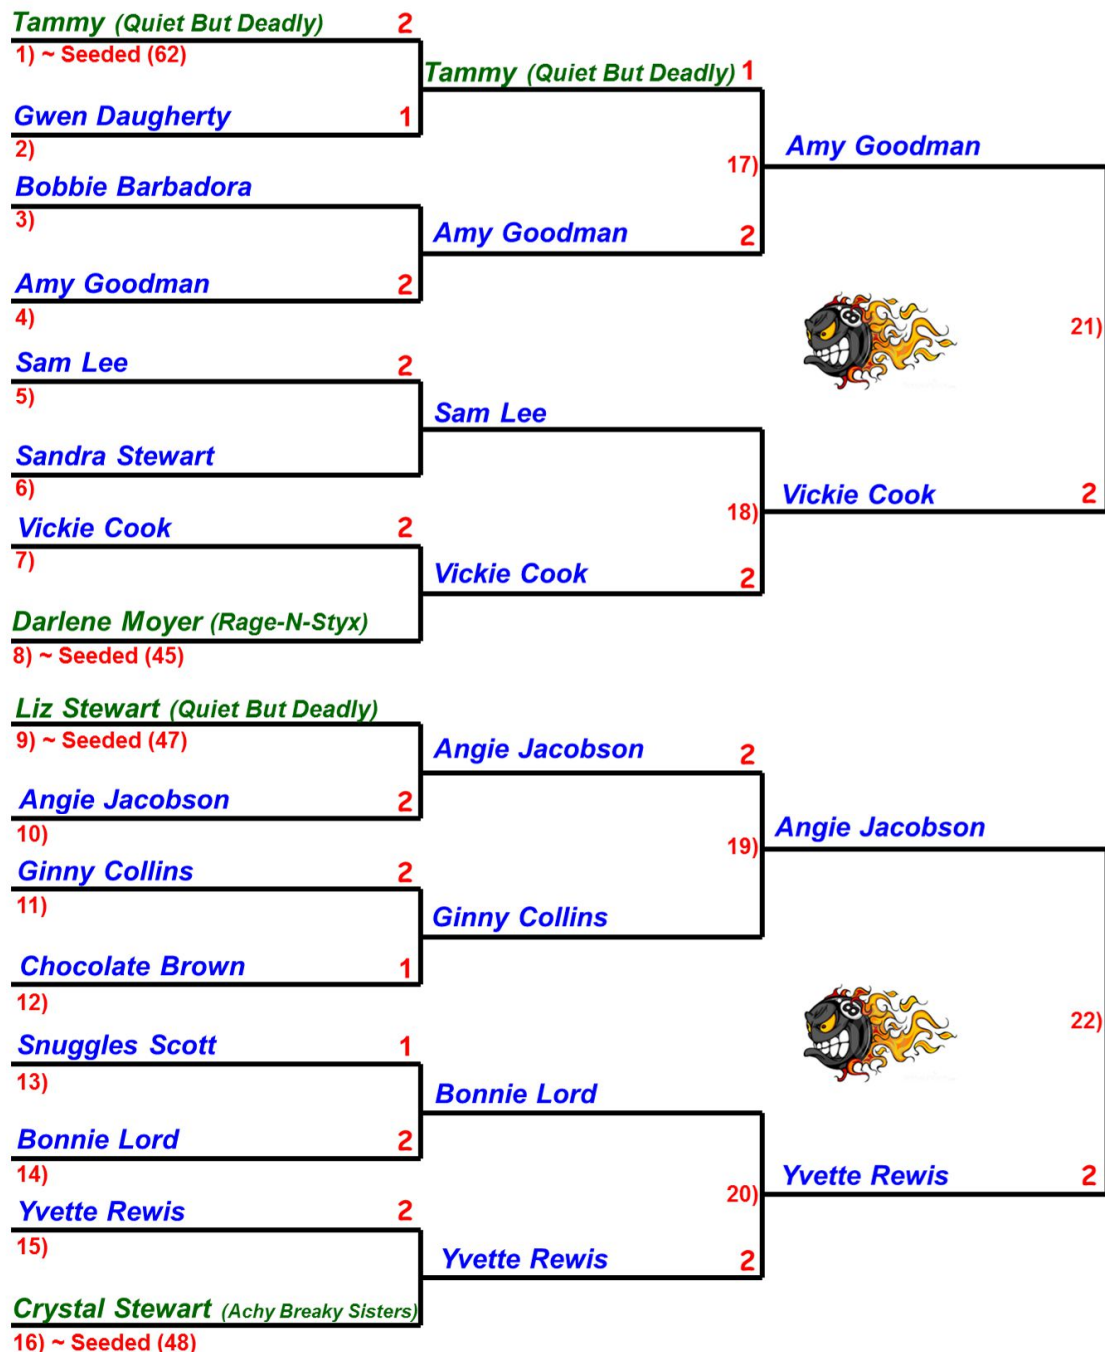 Tammy (Quiet But Deadly) 2
1) ~ Seeded (62)
Gwen Daugherty 1
2)
Bobbie Barbadora
3)
Amy Goodman 2
4)
Sam Lee 2
5)
Sandra Stewart
6)
Vickie Cook 2
7)
Darlene Moyer (Rage-N-Styx)
8) ~ Seeded (45)
Liz Stewart (Quiet But Deadly)
9) ~ Seeded (47)
Angie Jacobson 2
10)
Ginny Collins 2
11)
Chocolate Brown 1
12)
Snuggles Scott 1
13)
Bonnie Lord 2
14)
Yvette Rewis 2
15)
Crystal Stewart (Achy Breaky Sisters)
16) ~ Seeded (48)
Tammy (Quiet But Deadly) 1
17)
Amy Goodman 2
Sam Lee
18)
Vickie Cook 2
Angie Jacobson 2
19)
Ginny Collins
Bonnie Lord
20)
Yvette Rewis 2
Amy Goodman
8
21)
Vickie Cook 2
Angie Jacobson
8
22)
Yvette Rewis 2